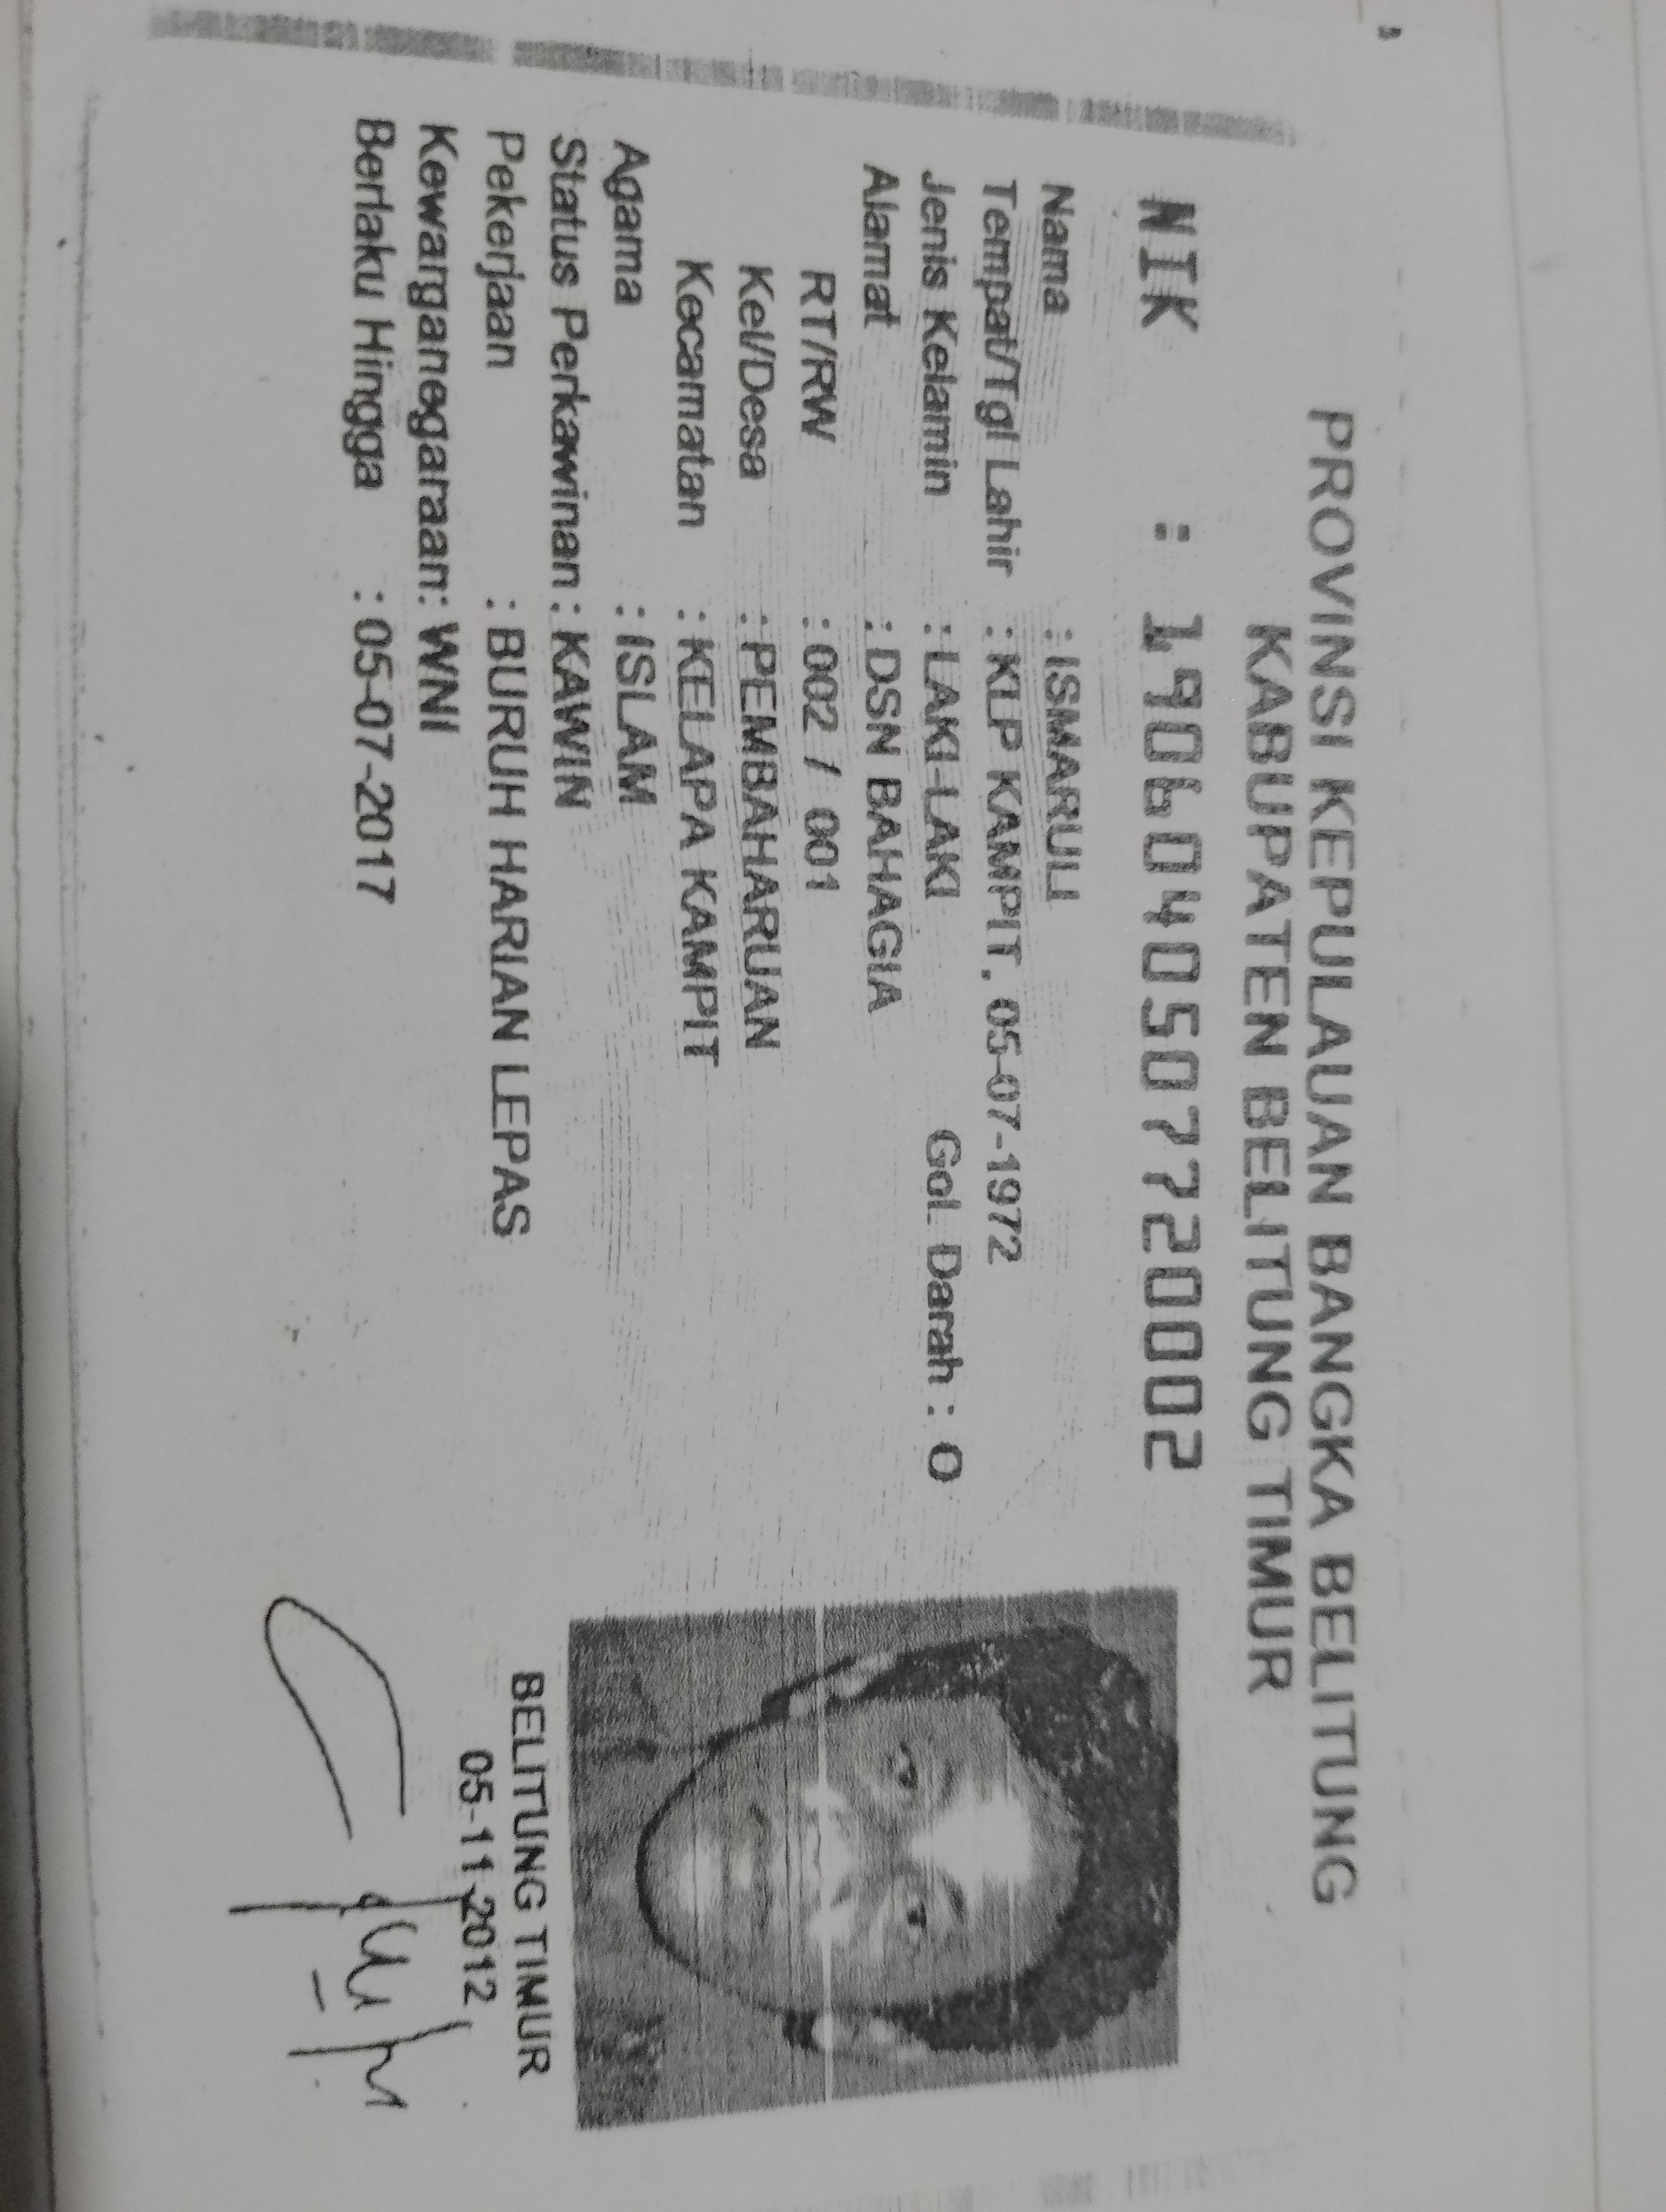 PROVINSI KEPULAUAN BANGKA BELITUNG
KABUPATEN BELITUNG TIMUR
NIK : 1906040507720002
Nama : ISMARULI
Tempat/Tgl Lahir : KLP KAMPIT, 05-07-1972
Jenis Kelamin : LAKI-LAKI Gol. Darah : O
Alamat : DSN BAHAGIA
RT/RW : 002 / 001
Kel/Desa : PEMBAHARUAN
Kecamatan : KELAPA KAMPIT
Agama : ISLAM
Status Perkawinan : KAWIN
Pekerjaan : BURUH HARIAN LEPAS
Kewarganegaraan: WNI
Berlaku Hingga : 05-07-2017
BELITUNG TIMUR
05-11-2012